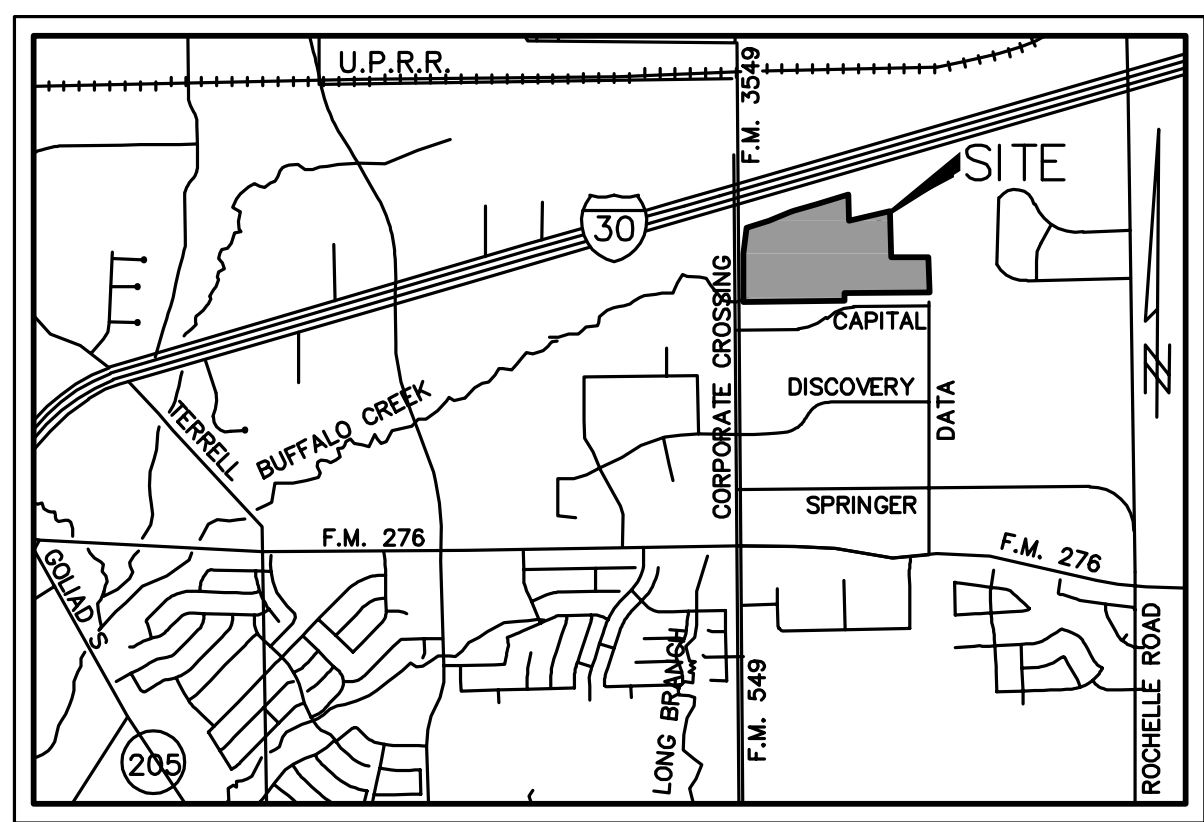 U.P.R.R.
F.M. 3549
SITE
30
CORPORATE CROSSING
CAPITAL
DISCOVERY
DATA
TERRELL
BUFFALO CREEK
N
SPRINGER
F.M. 276
F.M. 276
GOLIAD S
LONG BRANCH
F.M. 549
ROCHELLE ROAD
205